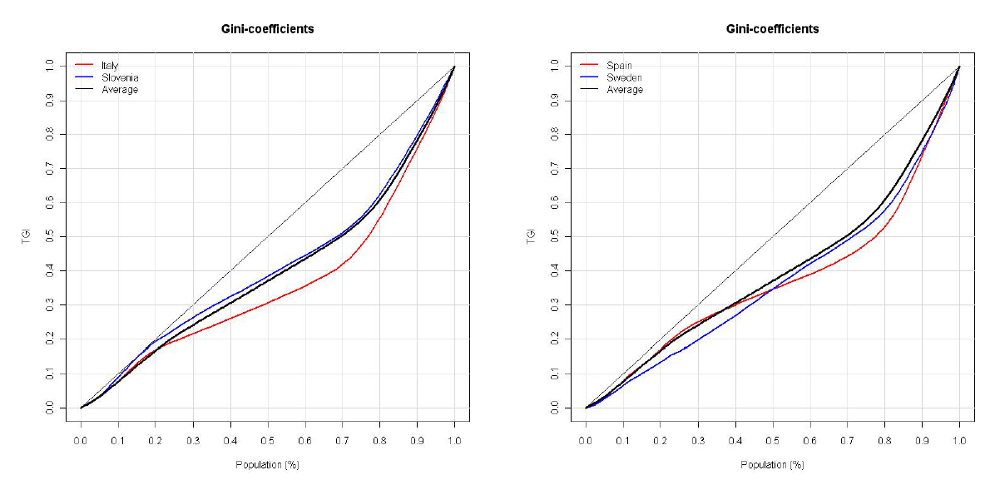 Gini-coefficients
Italy
Slovenia
Average
TGI
1.0
0.9
0.8
0.7
0.6
0.5
0.4
0.3
0.2
0.1
0.0
0.0 0.1 0.2 0.3 0.4 0.5 0.6 0.7 0.8 0.9 1.0
Population [%]
Gini-coefficients
Spain
Sweden
Average
TGI
1.0
0.9
0.8
0.7
0.6
0.5
0.4
0.3
0.2
0.1
0.0
0.0 0.1 0.2 0.3 0.4 0.5 0.6 0.7 0.8 0.9 1.0
Population [%]